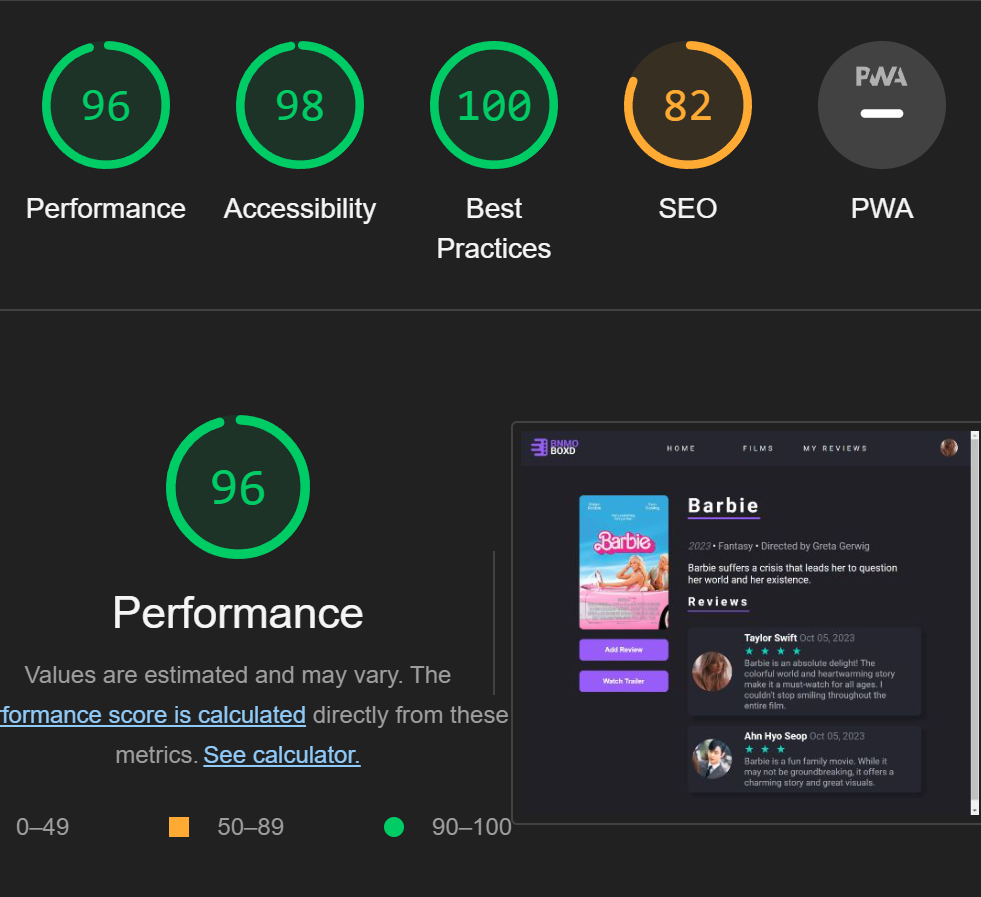 96
98
100
82
PWA
Performance
Accessibility
Best
Practices
SEO
PWA
96
Performance
Values are estimated and may vary. The
formance score is calculated directly from these
metrics. See calculator.
0–49
50–89
90–100
RNMO
BOXD
HOME
FILMS
MY REVIEWS
Barbie
Barbie
2023 • Fantasy • Directed by Greta Gerwig
Barbie suffers a crisis that leads her to question
her world and her existence.
Reviews
Add Review
Watch Trailer
Taylor Swift Oct 05, 2023
Barbie is an absolute delight! The
colorful world and heartwarming story
make it a must-watch for all ages. I
couldn't stop smiling throughout the
entire film.
Ahn Hyo Seop Oct 05, 2023
Barbie is a fun family movie. While it
may not be groundbreaking, it offers a
charming story and great visuals.